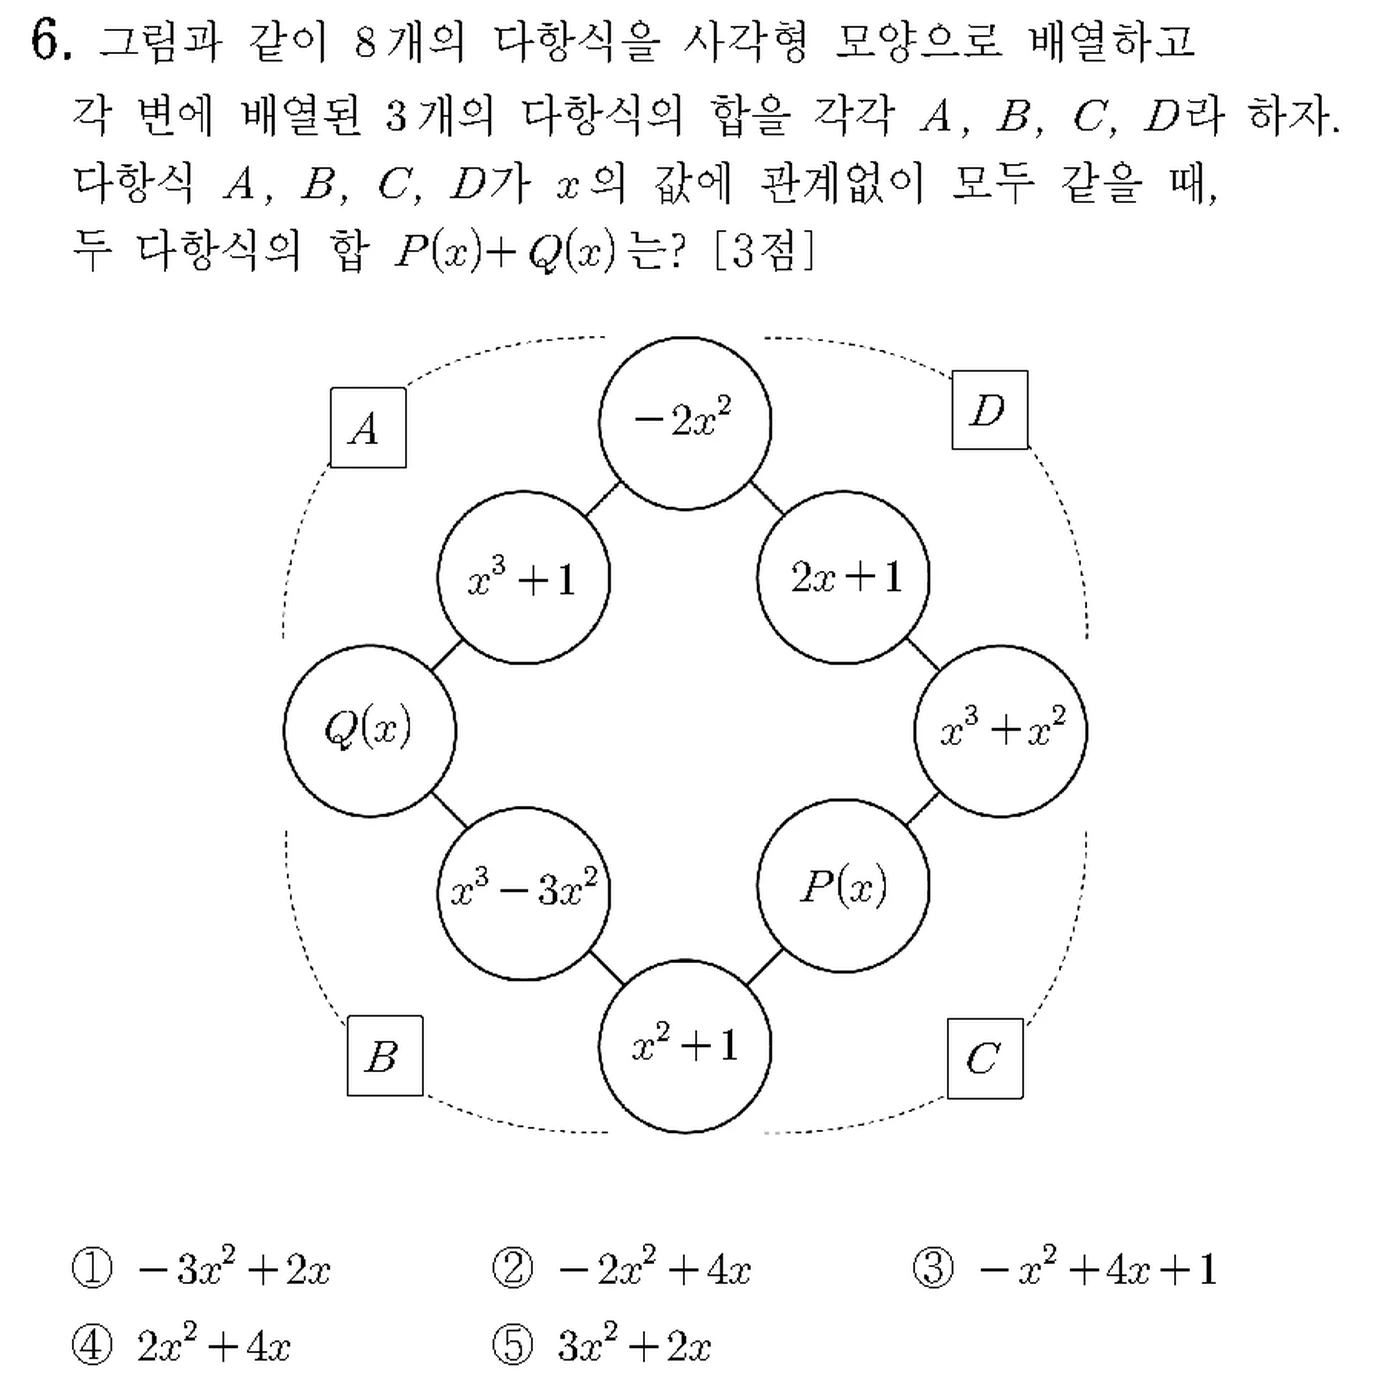 6. 그림과 같이 8개의 다항식을 사각형 모양으로 배열하고
각 변에 배열된 3개의 다항식의 합을 각각 A, B, C, D라 하자.
다항식 A, B, C, D가 x의 값에 관계없이 모두 같을 때,
두 다항식의 합 P(x)+Q(x)는? [3점]
A
D
-2x²
x³+1
2x+1
Q(x)
x³+x²
x³-3x²
P(x)
x²+1
B
C
① -3x²+2x ② -2x²+4x ③ -x²+4x+1
④ 2x²+4x ⑤ 3x²+2x